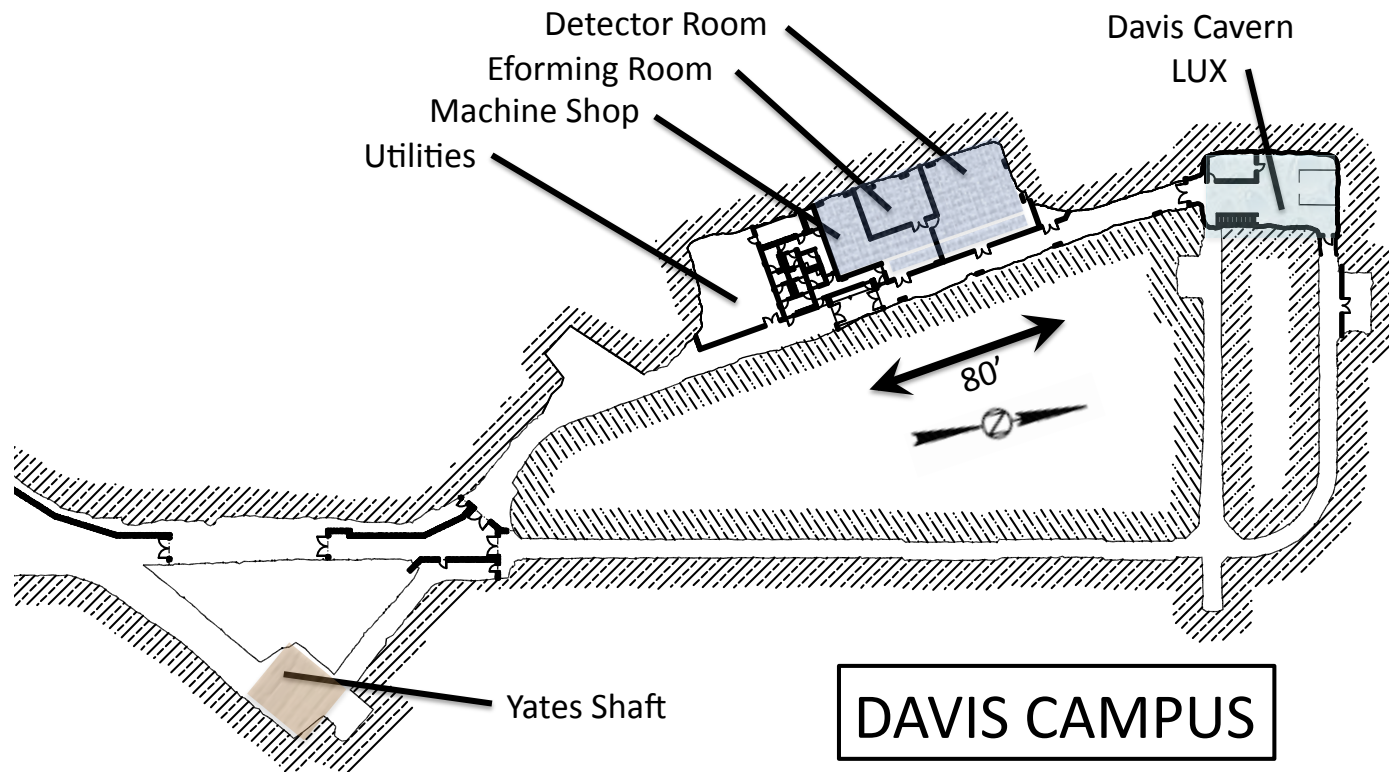 Detector Room
Eforming Room
Machine Shop
Utilities
Davis Cavern
LUX
80’
Z
Yates Shaft
DAVIS CAMPUS